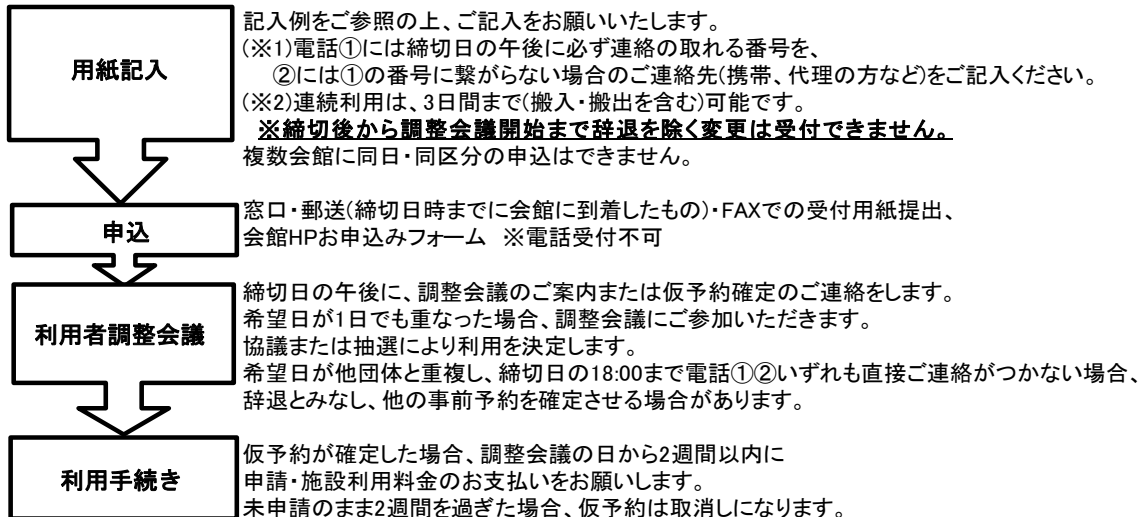 用紙記入
記入例をご参照の上、ご記入をお願いいたします。
(※1)電話①には締切日の午後に必ず連絡の取れる番号を、
②には①の番号に繋がらない場合のご連絡先(携帯、代理の方など)をご記入ください。
(※2)連続利用は、3日間まで(搬入・搬出を含む)可能です。
※締切後から調整会議開始まで辞退を除く変更は受付できません。
複数会館に同日・同区分の申込はできません。
申込
窓口・郵送(締切日時までに会館に到着したもの)・FAXでの受付用紙提出、
会館HPお申込みフォーム ※電話受付不可
利用者調整会議
締切日の午後に、調整会議のご案内または仮予約確定のご連絡をします。
希望日が1日でも重なった場合、調整会議にご参加いただきます。
協議または抽選により利用を決定します。
希望日が他団体と重複し、締切日の18:00まで電話①②いずれも直接ご連絡がつかない場合、
辞退とみなし、他の事前予約を確定させる場合があります。
利用手続き
仮予約が確定した場合、調整会議の日から2週間以内に
申請・施設利用料金のお支払いをお願いします。
未申請のまま2週間を過ぎた場合、仮予約は取消しになります。